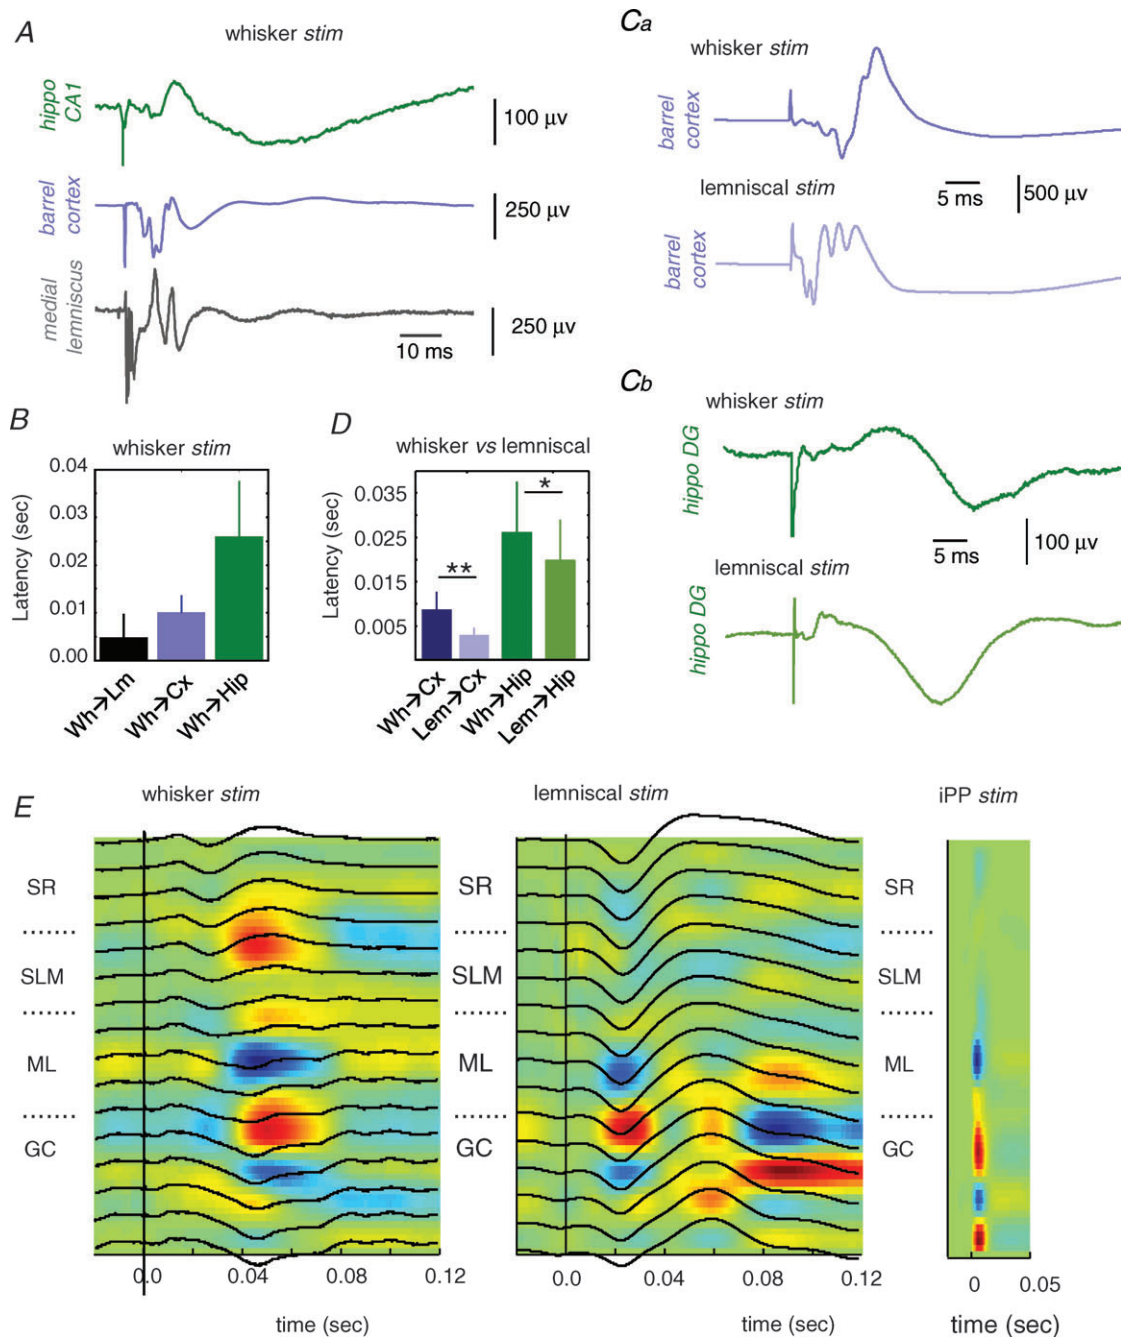 A
whisker stim
hippo
CA1
100 μv
barrel
cortex
250 μv
medial
lemniscus
250 μv
10 ms
Ca
whisker stim
barrel
cortex
lemniscal stim
5 ms
500 μv
barrel
cortex
Cb
whisker stim
hippo DG
5 ms
100 μv
lemniscal stim
hippo DG
B
whisker stim
Latency (sec)
0.04
0.03
0.02
0.01
0.00
Wh→Lm
Wh→Cx
Wh→Hip
D
whisker vs lemniscal
Latency (sec)
0.035
0.025
0.015
0.005
**
*
Wh→Cx
Lem→Cx
Wh→Hip
Lem→Hip
E
whisker stim
SR
SLM
ML
GC
0.0
0.04
0.08
0.12
time (sec)
lemniscal stim
SR
SLM
ML
GC
0.0
0.04
0.08
0.12
time (sec)
iPP stim
SR
SLM
ML
GC
0
0.05
time (sec)